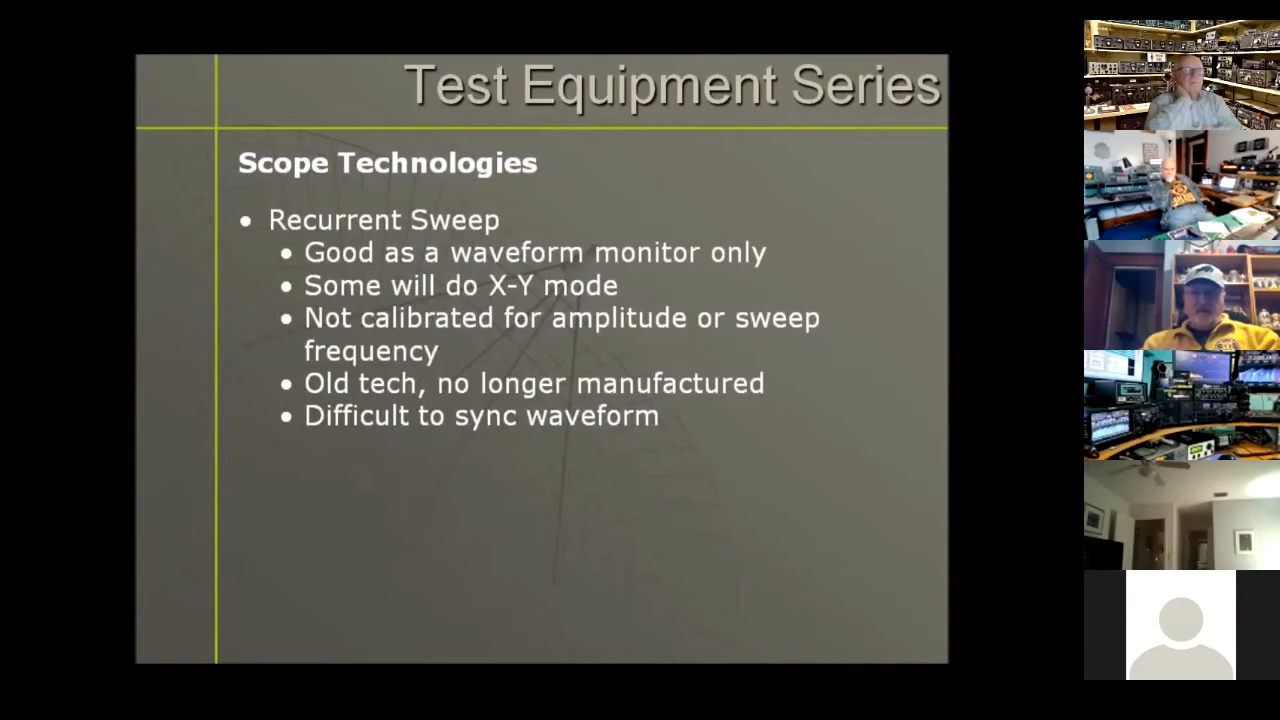 Test Equipment Series
Scope Technologies
• Recurrent Sweep
• Good as a waveform monitor only
• Some will do X-Y mode
• Not calibrated for amplitude or sweep
frequency
• Old tech, no longer manufactured
• Difficult to sync waveform